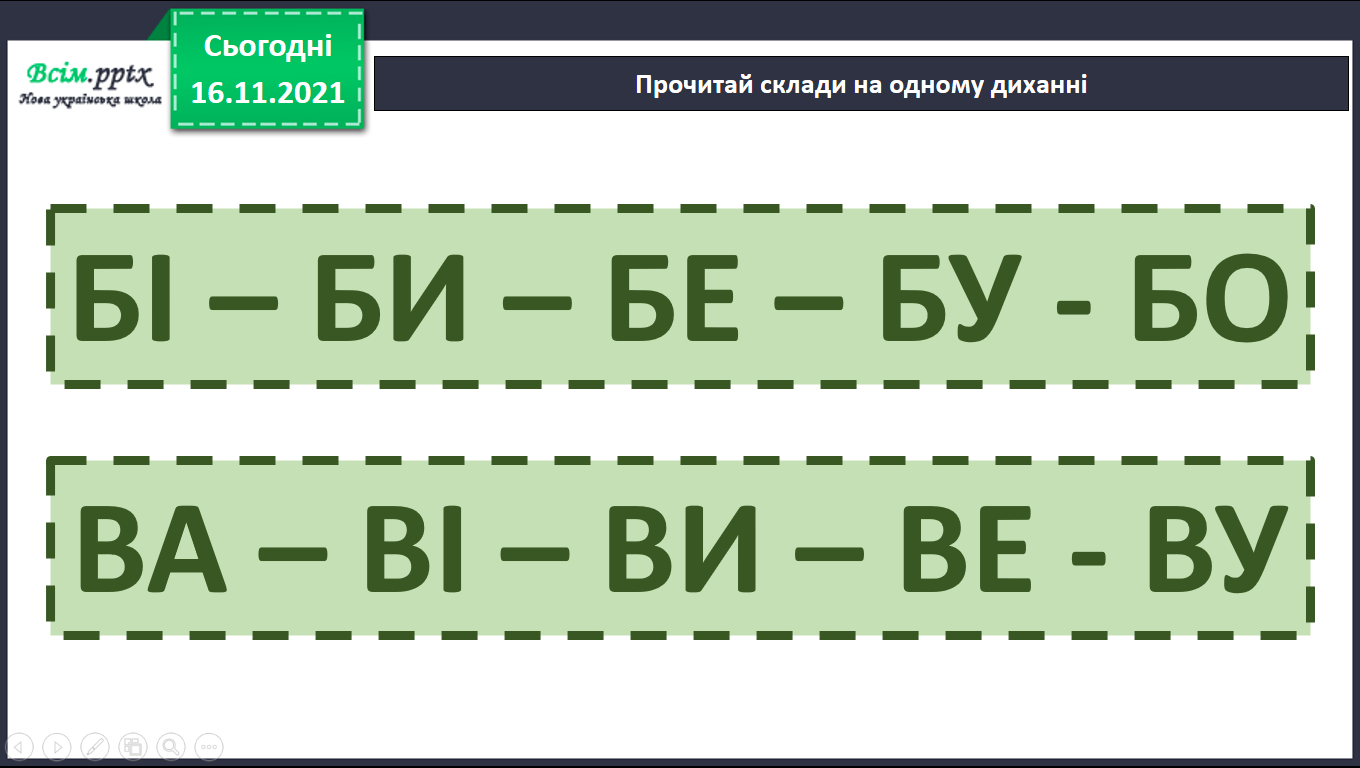 Всім.pptx
Нова українська школа
Сьогодні
16.11.2021
Прочитай склади на одному диханні
БІ – БИ – БЕ – БУ - БО
ВА – ВІ – ВИ – ВЕ - ВУ